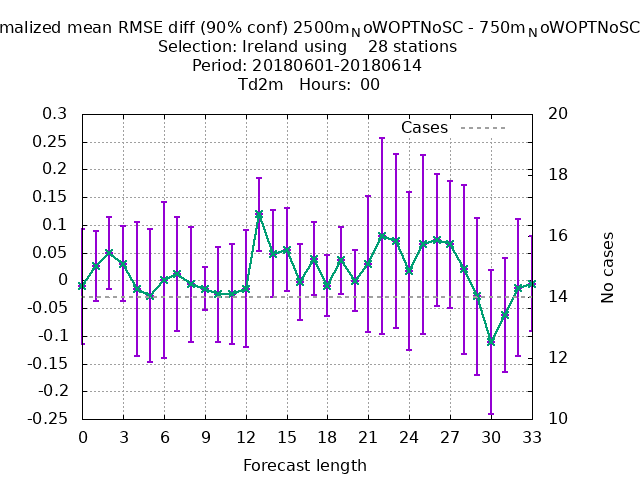 malized mean RMSE diff (90% conf) 2500mNoWOPTNoSC - 750mNoWOPTNoSC
Selection: Ireland using 28 stations
Period: 20180601-20180614
Td2m Hours: 00
Cases
0.3
0.25
0.2
0.15
0.1
0.05
0
-0.05
-0.1
-0.15
-0.2
-0.25
20
18
16
14
12
10
No cases
0 3 6 9 12 15 18 21 24 27 30 33
Forecast length